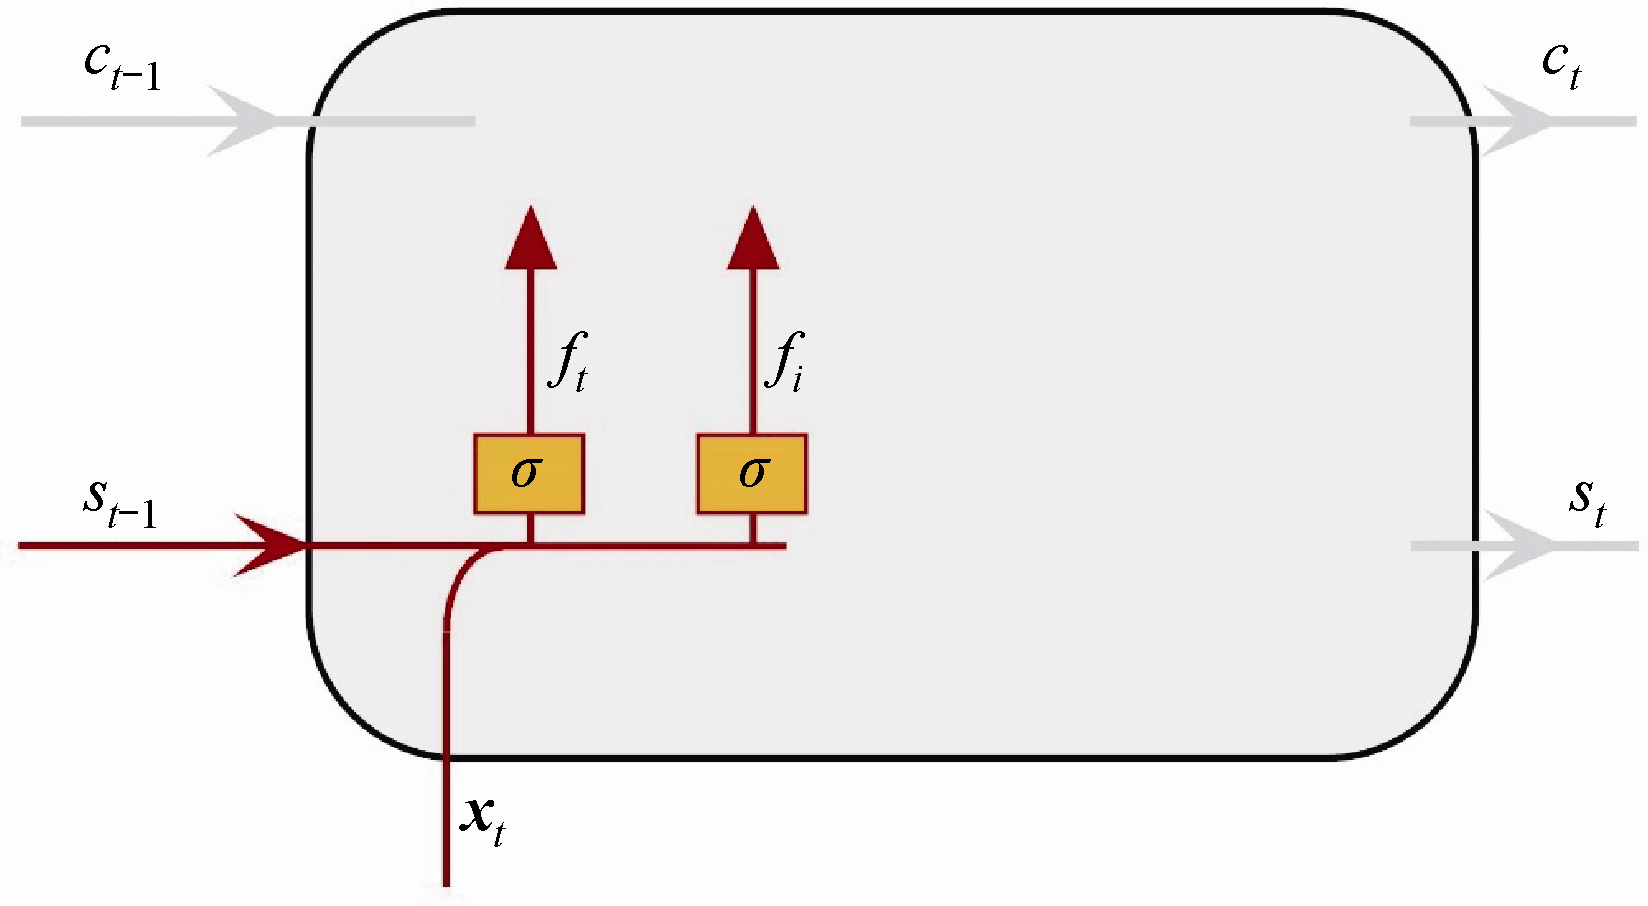 c_{t-1}
c_t
f_t
f_i
σ
σ
s_{t-1}
s_t
x_t